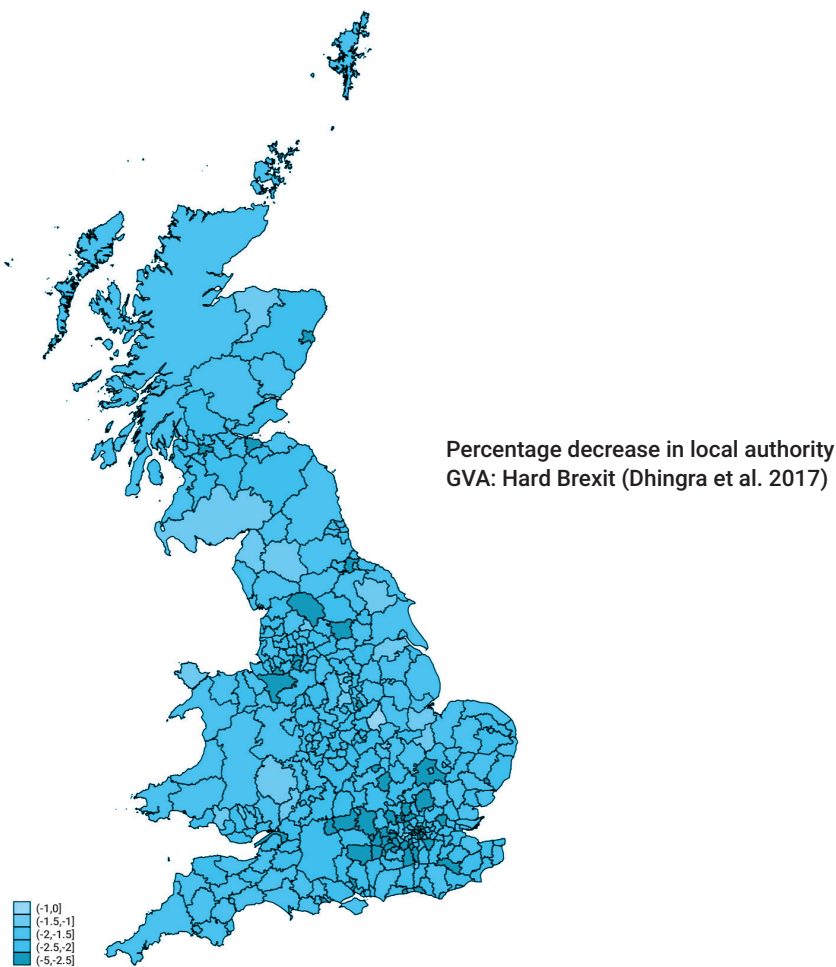 Percentage decrease in local authority
GVA: Hard Brexit (Dhingra et al. 2017)
(-1,0]
(-1.5,-1]
(-2,-1.5]
(-2.5,-2]
(-5,-2.5]